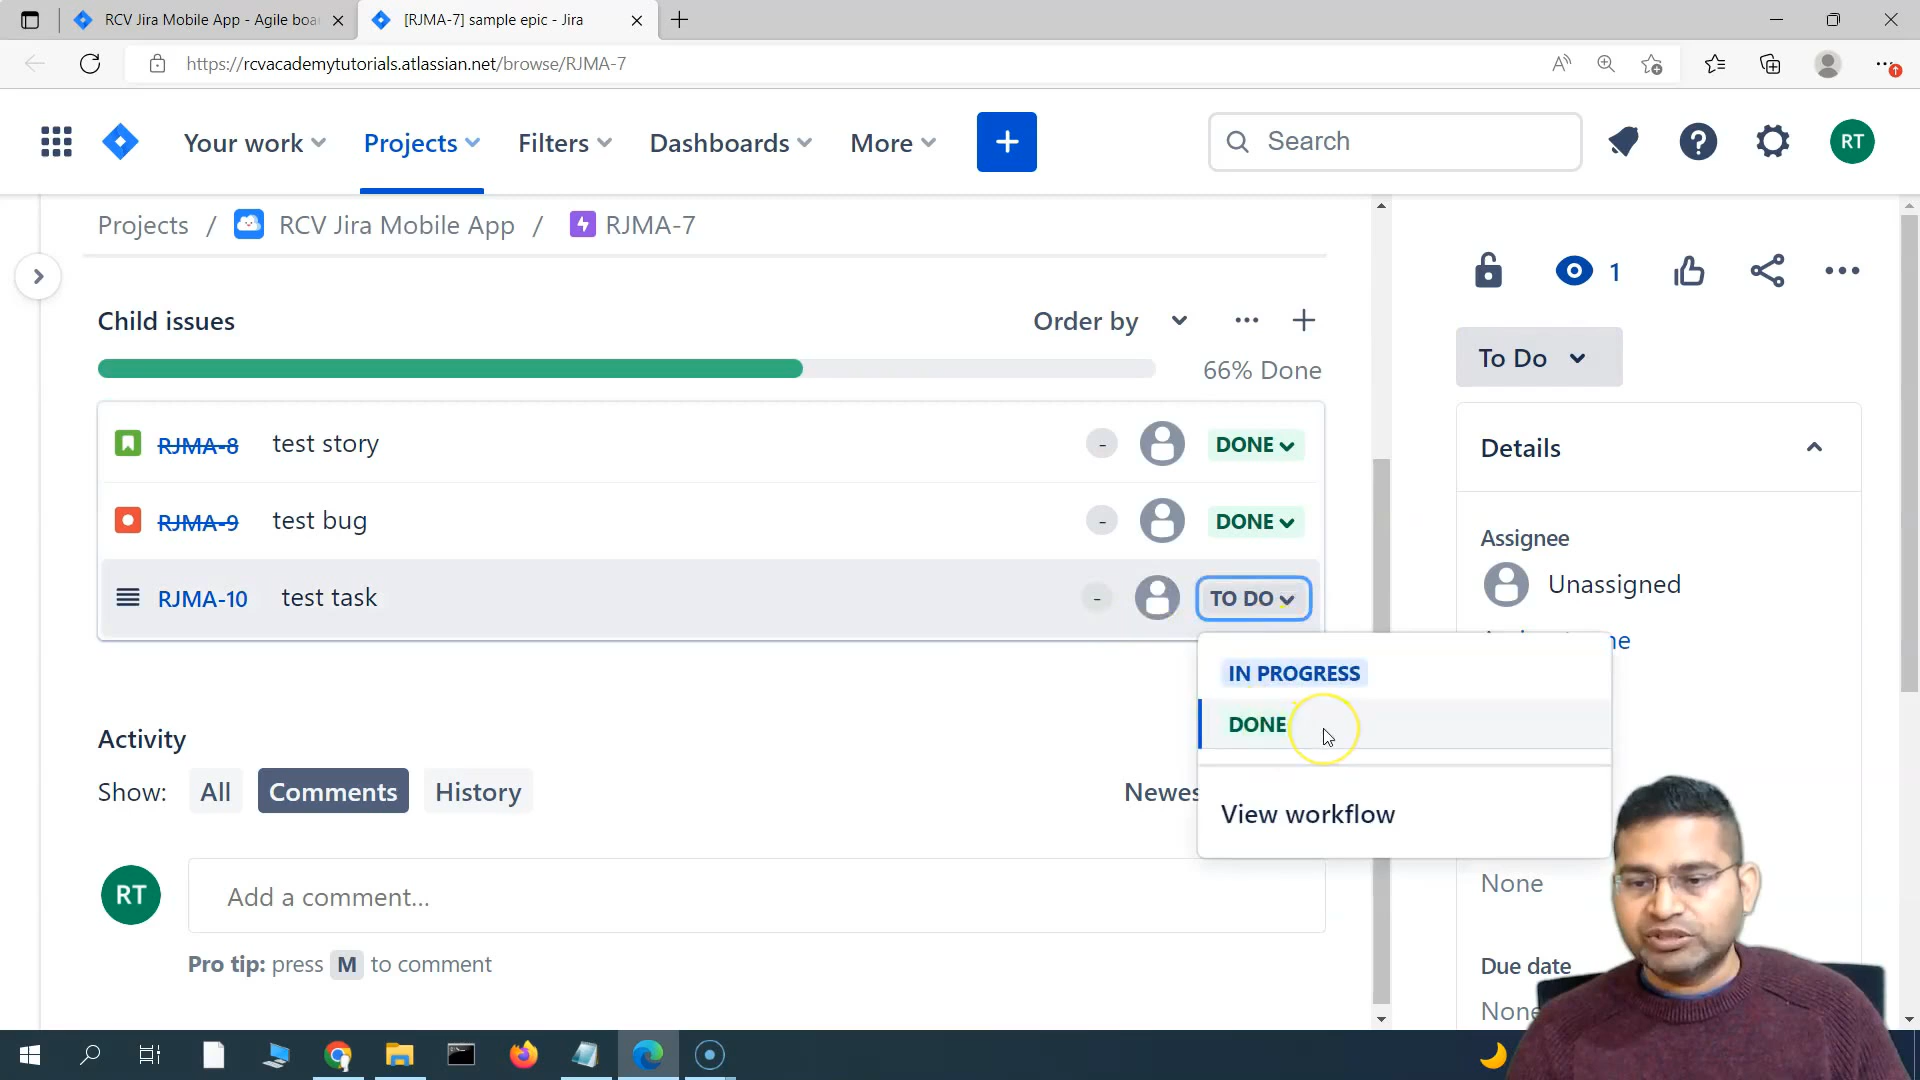 RCV Jira Mobile App - Agile boa
[RJMA-7] sample epic - Jira
https://rcvacademytutorials.atlassian.net/browse/RJMA-7
Your work
Projects
Filters
Dashboards
More
Search
RT
Projects / RCV Jira Mobile App / RJMA-7
1
Child issues
Order by
66% Done
To Do
RJMA-8 test story - DONE
RJMA-9 test bug - DONE
RJMA-10 test task - TO DO
Details
Assignee
Unassigned
IN PROGRESS
DONE
View workflow
Activity
Show: All Comments History
Newes
RT
Add a comment...
Pro tip: press M to comment
None
Due date
None